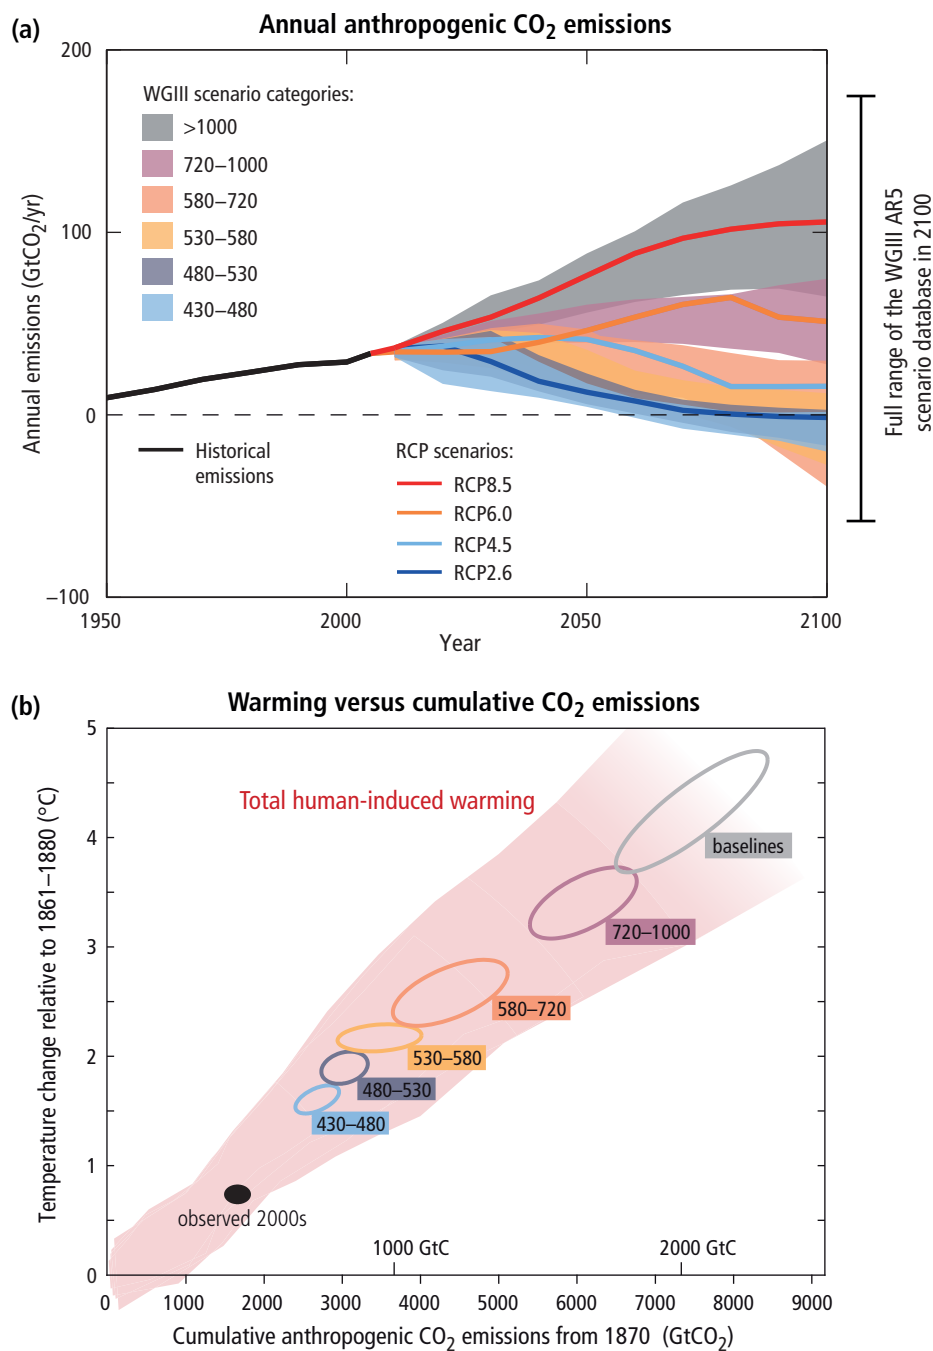 (a)
Annual anthropogenic CO₂ emissions
200
100
0
−100
Annual emissions (GtCO₂/yr)
WGIII scenario categories:
>1000
720–1000
580–720
530–580
480–530
430–480
Historical
emissions
RCP scenarios:
RCP8.5
RCP6.0
RCP4.5
RCP2.6
1950
2000
2050
2100
Year
Full range of the WGIII AR5
scenario database in 2100
(b)
Warming versus cumulative CO₂ emissions
5
4
3
2
1
0
Temperature change relative to 1861–1880 (°C)
Total human-induced warming
baselines
720–1000
580–720
530–580
480–530
430–480
observed 2000s
1000 GtC
2000 GtC
0
1000
2000
3000
4000
5000
6000
7000
8000
9000
Cumulative anthropogenic CO₂ emissions from 1870 (GtCO₂)